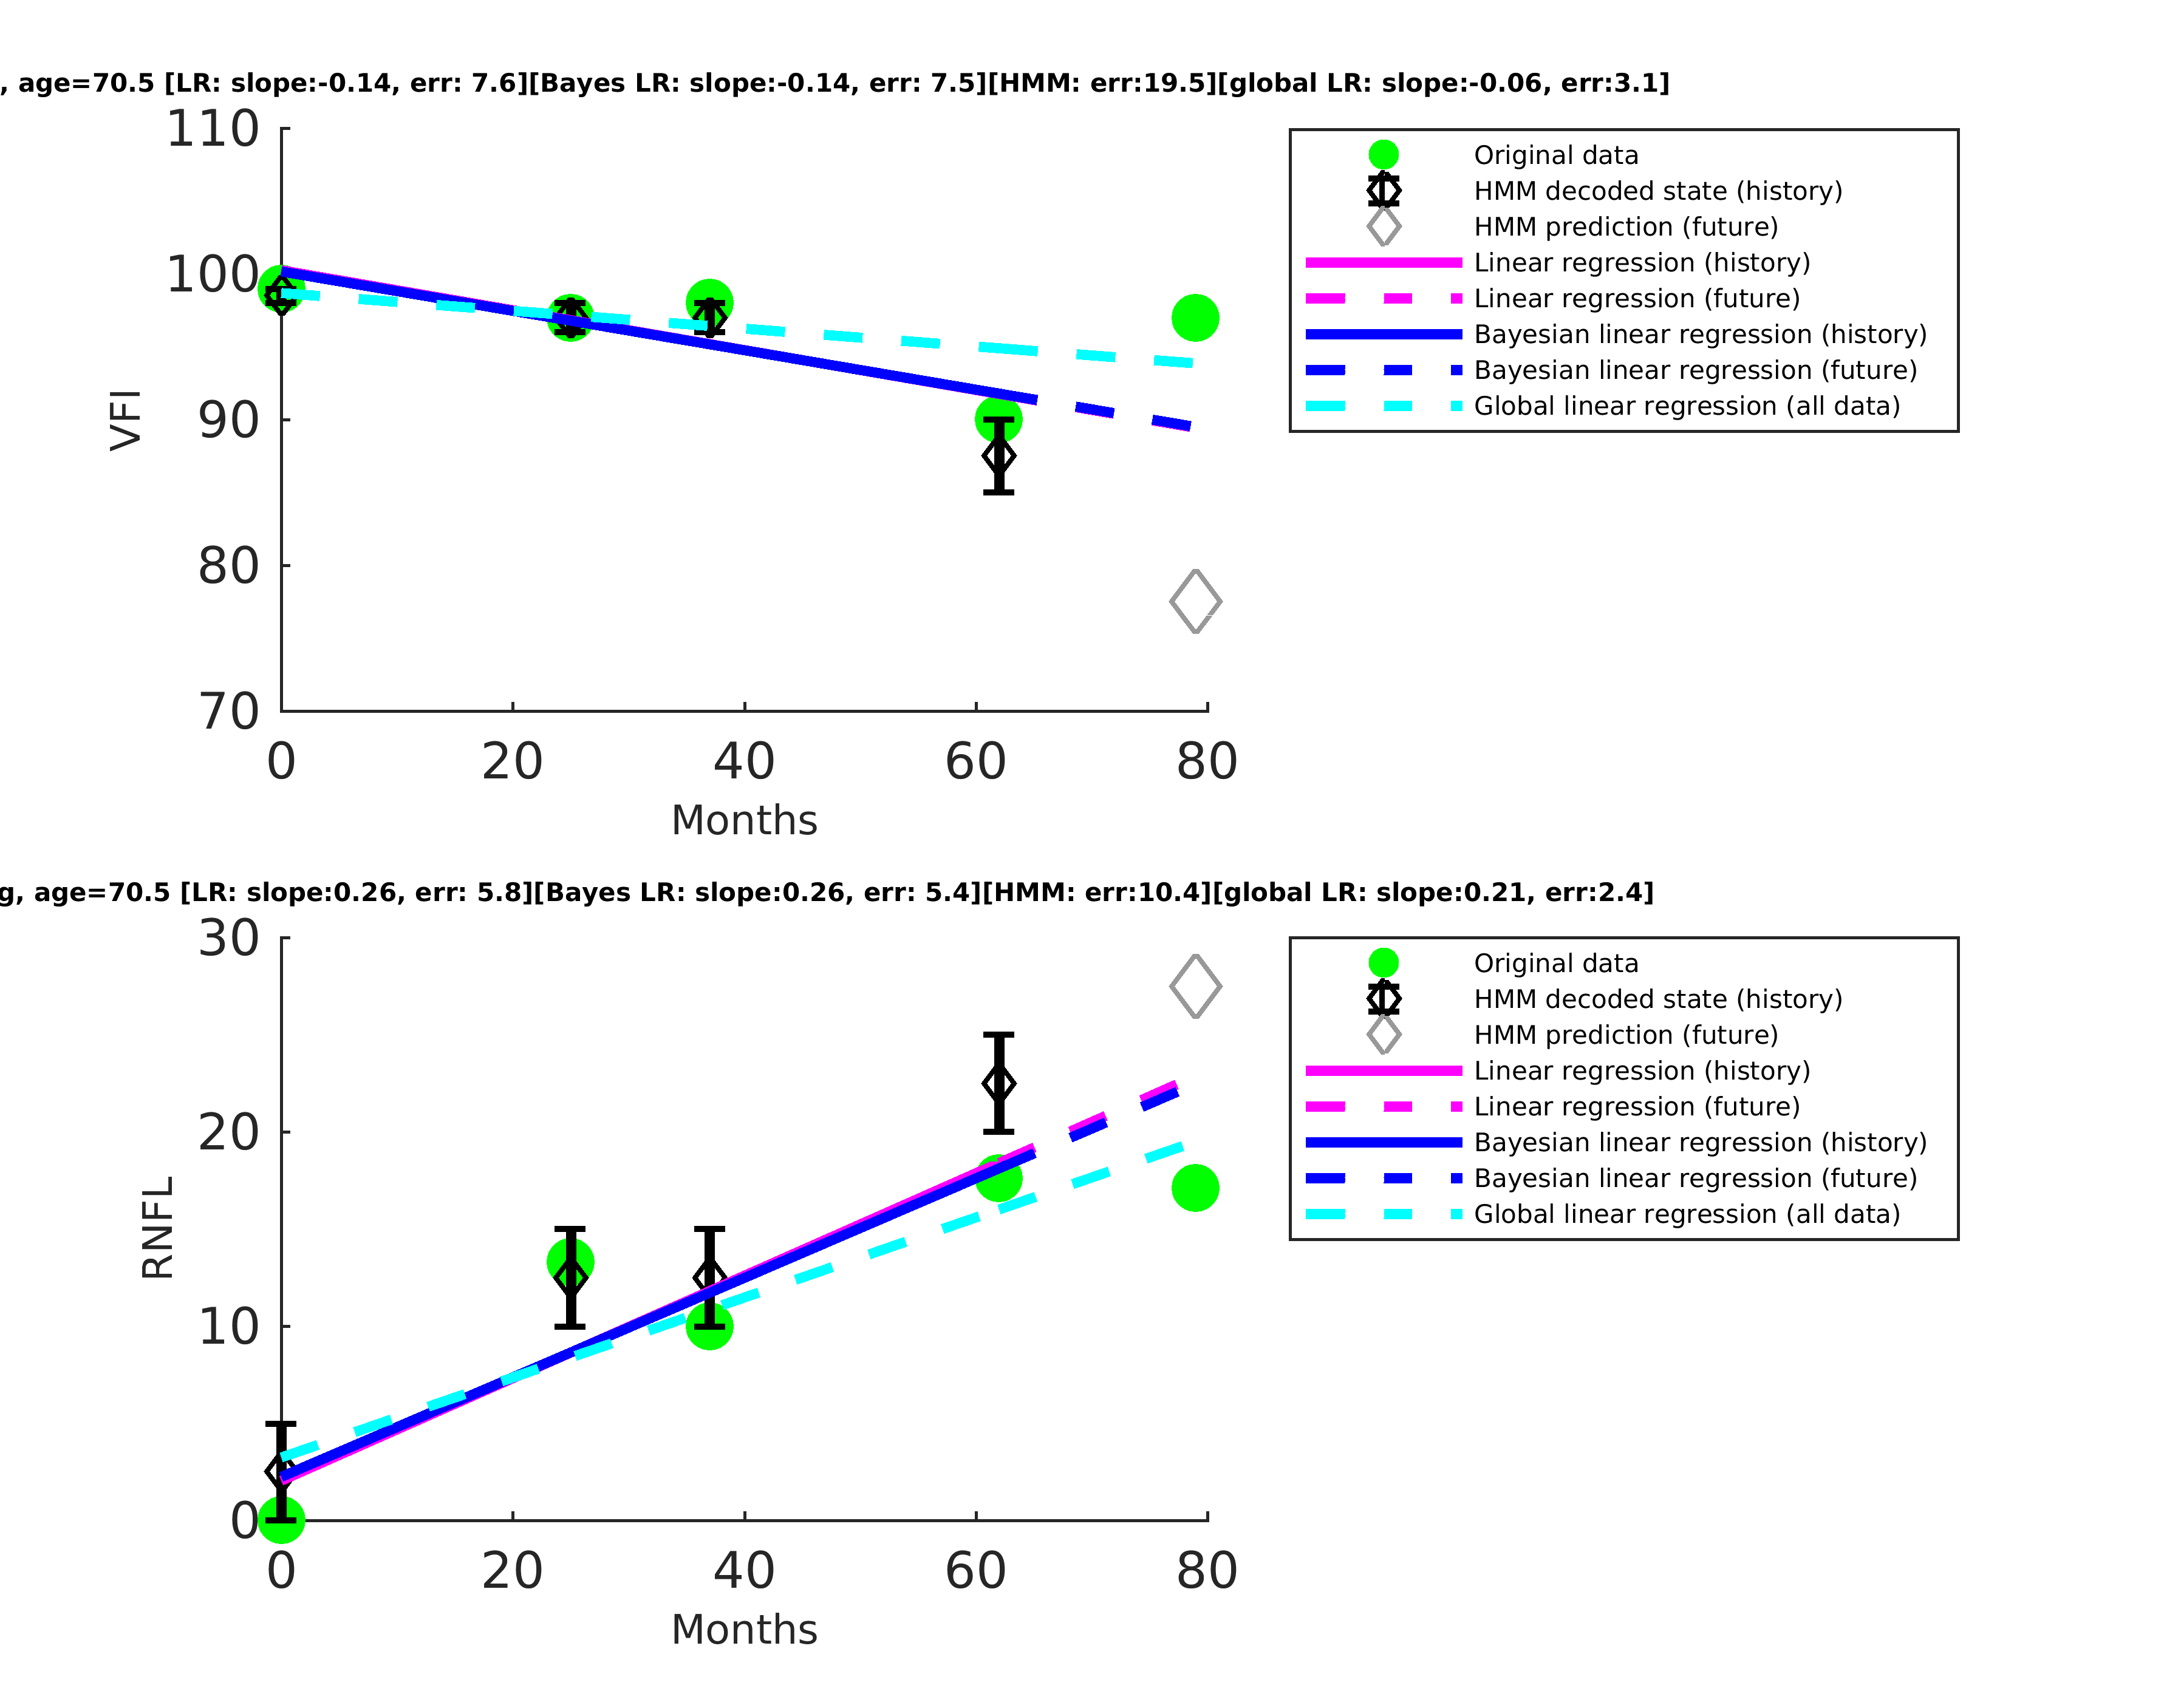 , age=70.5 [LR: slope:-0.14, err: 7.6][Bayes LR: slope:-0.14, err: 7.5][HMM: err:19.5][global LR: slope:-0.06, err:3.1]
110
100
90
80
70
VFI
0 20 40 60 80
Months
Original data
HMM decoded state (history)
HMM prediction (future)
Linear regression (history)
Linear regression (future)
Bayesian linear regression (history)
Bayesian linear regression (future)
Global linear regression (all data)
g, age=70.5 [LR: slope:0.26, err: 5.8][Bayes LR: slope:0.26, err: 5.4][HMM: err:10.4][global LR: slope:0.21, err:2.4]
30
20
10
0
RNFL
0 20 40 60 80
Months
Original data
HMM decoded state (history)
HMM prediction (future)
Linear regression (history)
Linear regression (future)
Bayesian linear regression (history)
Bayesian linear regression (future)
Global linear regression (all data)